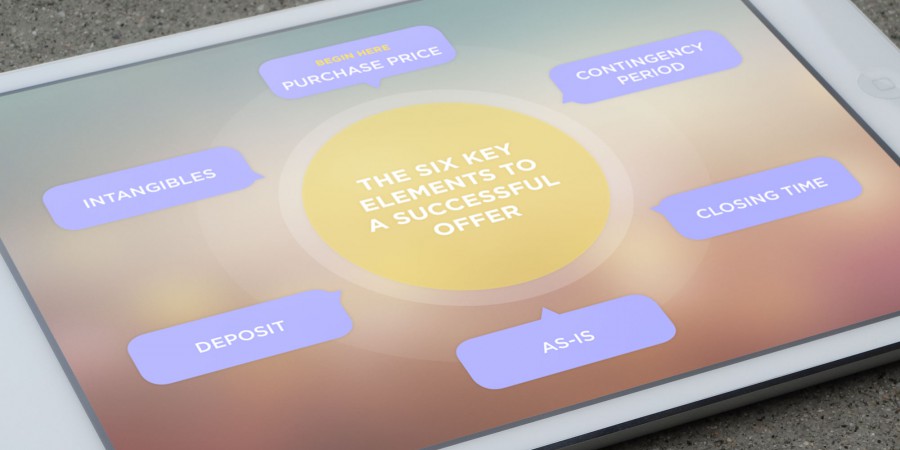 BEGIN HERE
PURCHASE PRICE
CONTINGENCY
PERIOD
INTANGIBLES
THE SIX KEY
ELEMENTS TO
A SUCCESSFUL
OFFER
CLOSING TIME
DEPOSIT
AS-IS